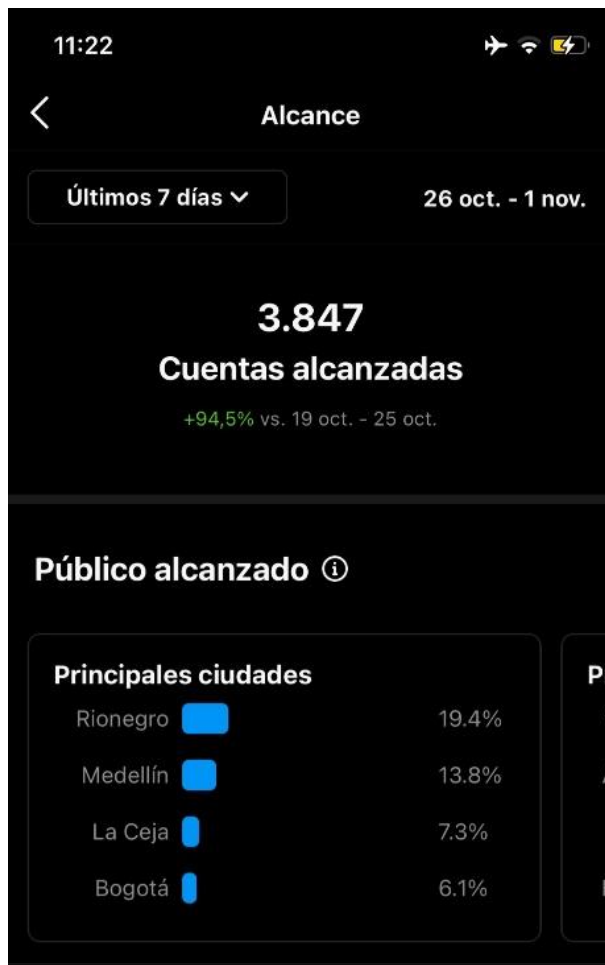 11:22
Alcance
Últimos 7 días
26 oct. - 1 nov.
3.847
Cuentas alcanzadas
+94,5% vs. 19 oct. - 25 oct.
Público alcanzado
Principales ciudades
P
Rionegro 19.4%
Medellín 13.8%
La Ceja 7.3%
Bogotá 6.1%